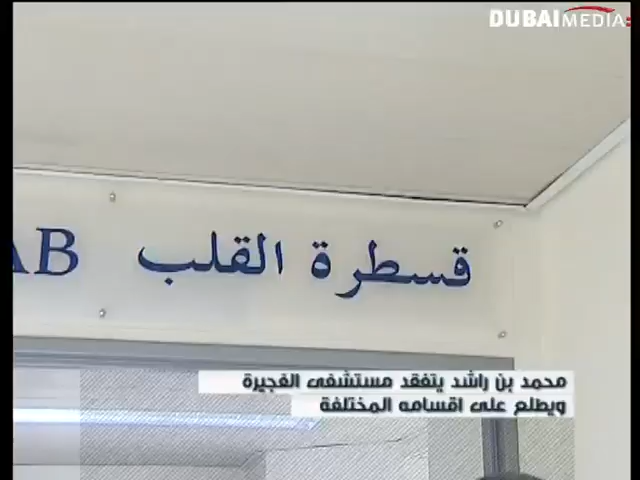 DUBAI MEDIA
قسطرة القلب AB
محمد بن راشد يتفقد مستشفى الفجيرة
ويطلع على اقسامه المختلفة